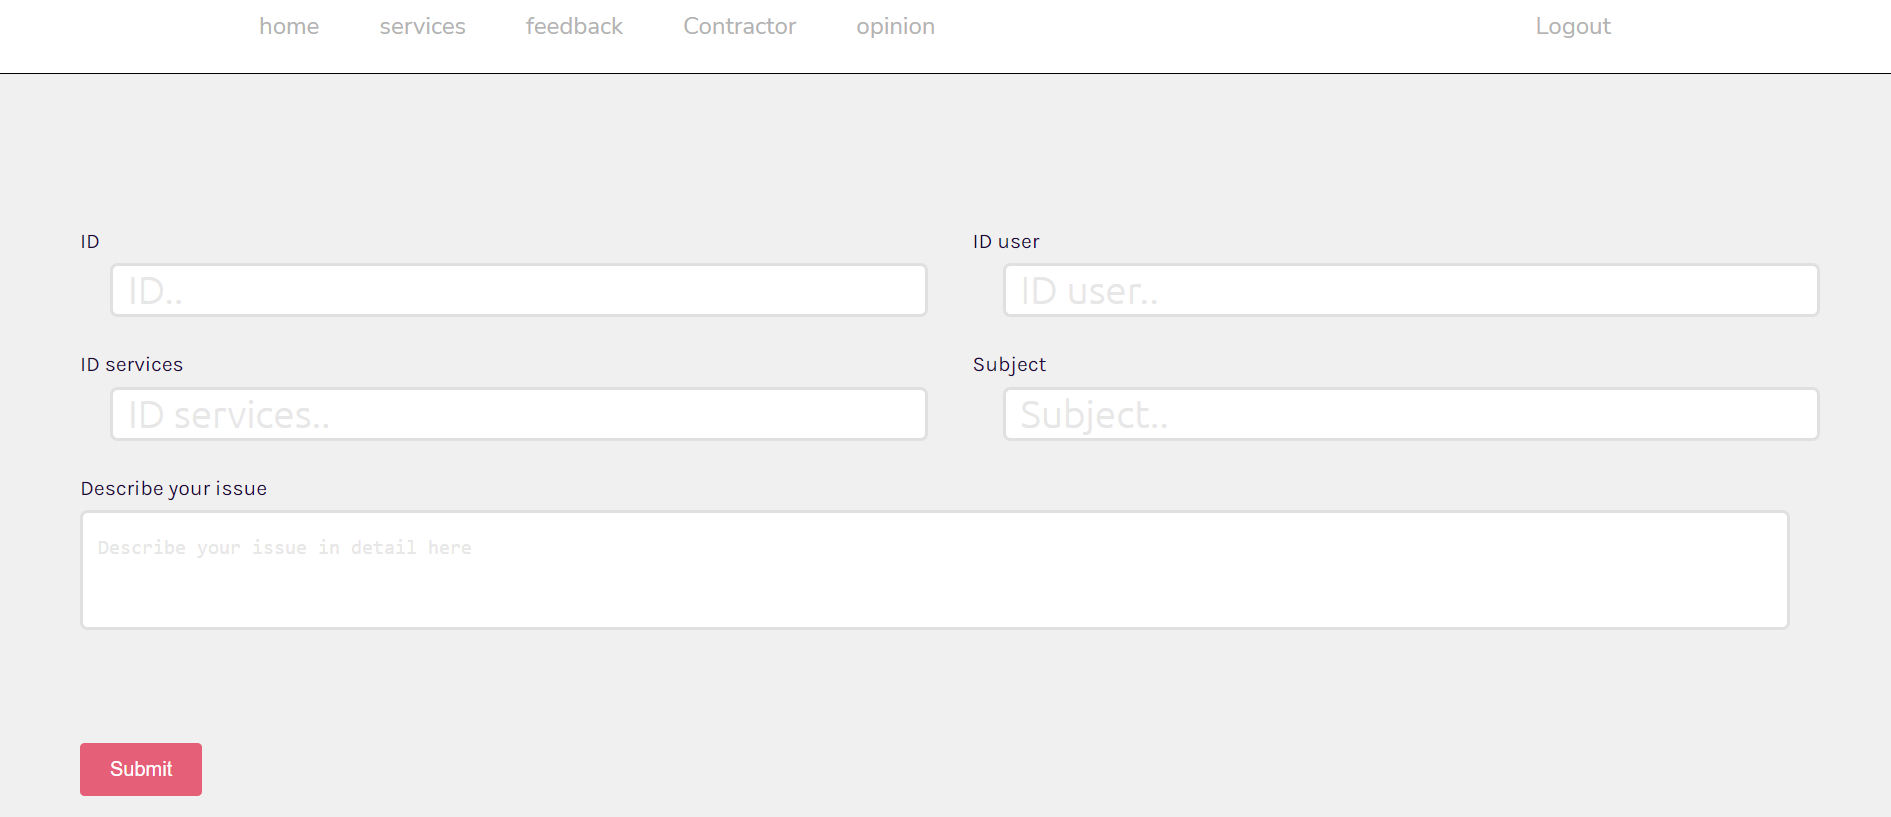 home services feedback Contractor opinion Logout
ID ID user
ID.. ID user..
ID services Subject
ID services.. Subject..
Describe your issue
Describe your issue in detail here
Submit